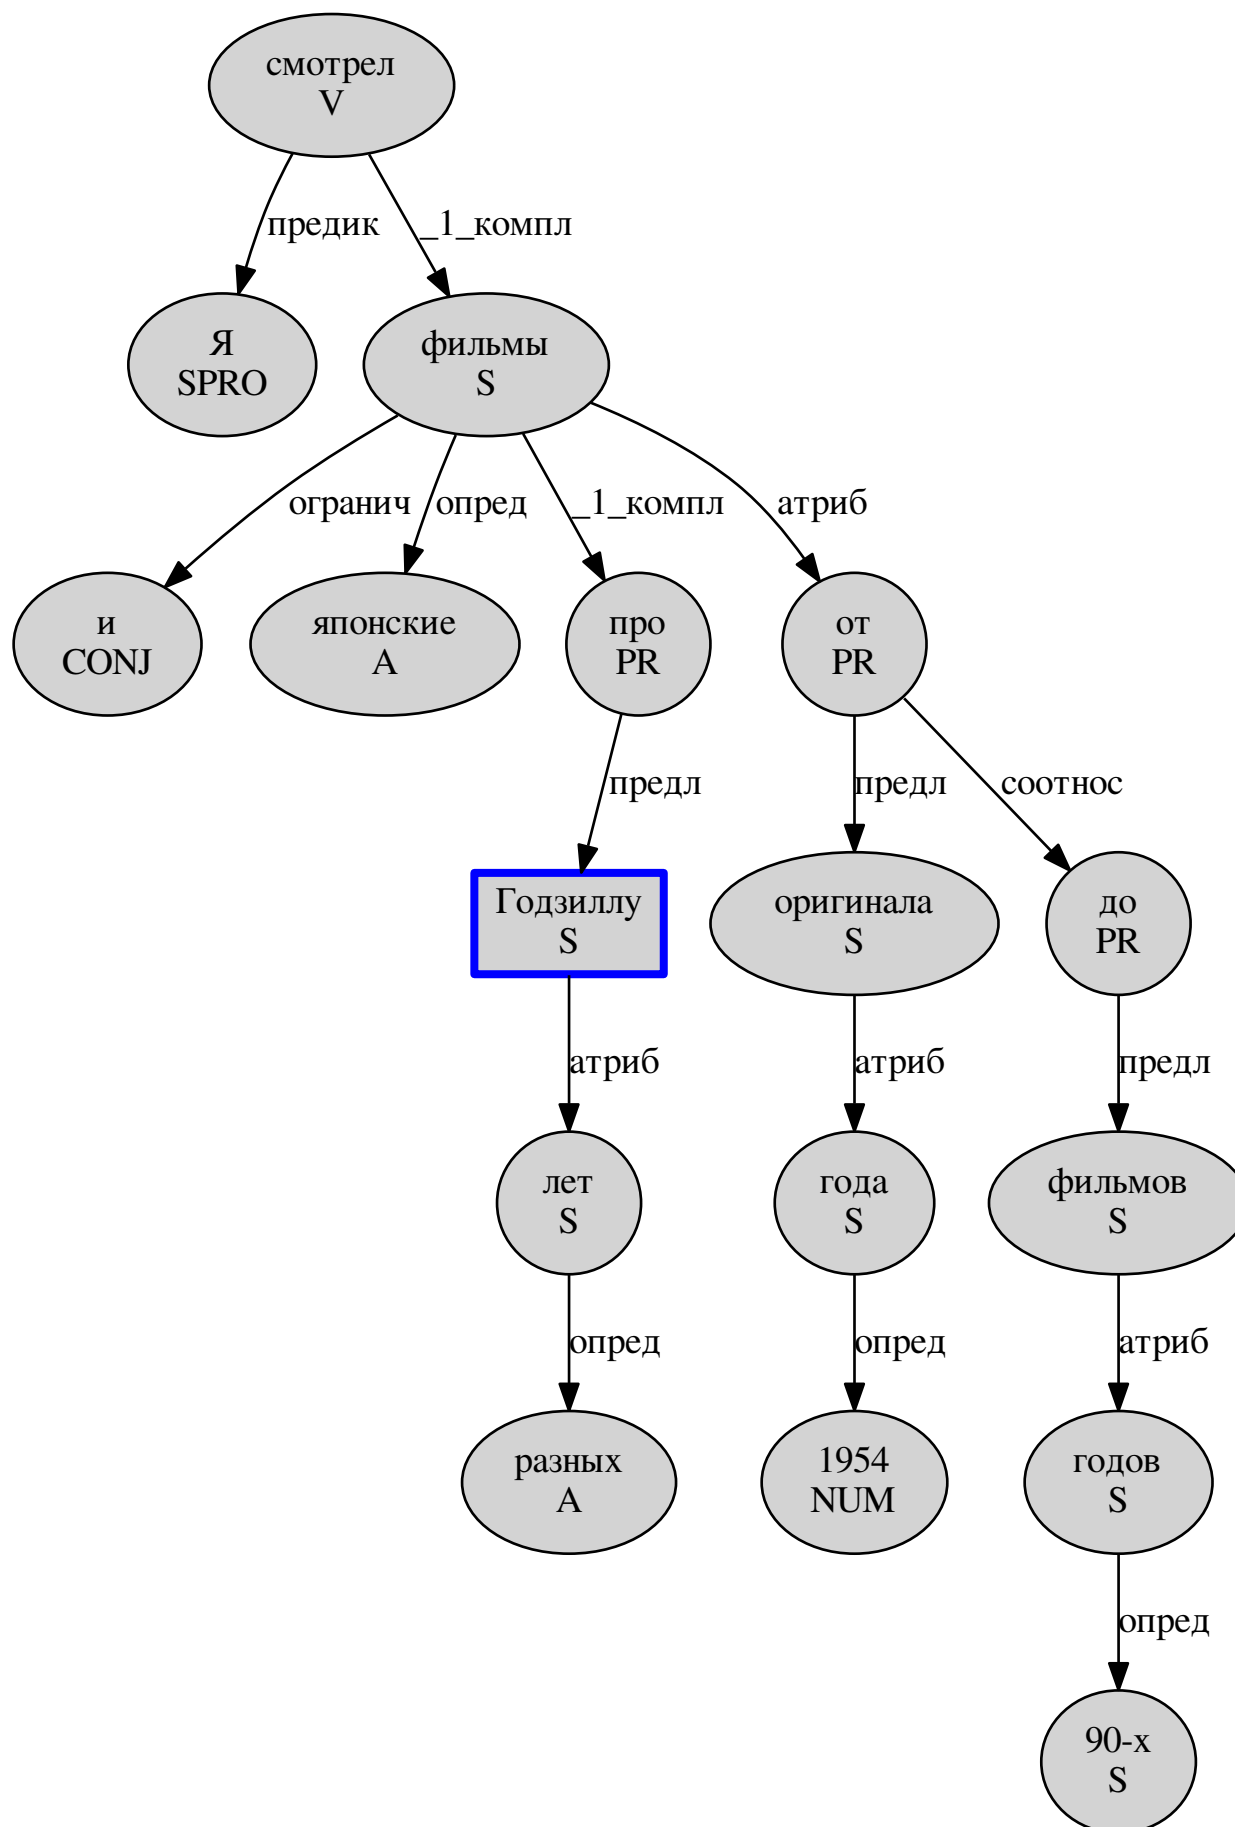 смотрел
V
предик
_1_компл
Я
SPRO
фильмы
S
огранич
опред
_1_компл
атриб
и
CONJ
японские
A
про
PR
от
PR
предл
предл
соотнос
Годзиллу
S
оригинала
S
до
PR
атриб
атриб
предл
лет
S
года
S
фильмов
S
опред
опред
атриб
разных
A
1954
NUM
годов
S
опред
90-х
S